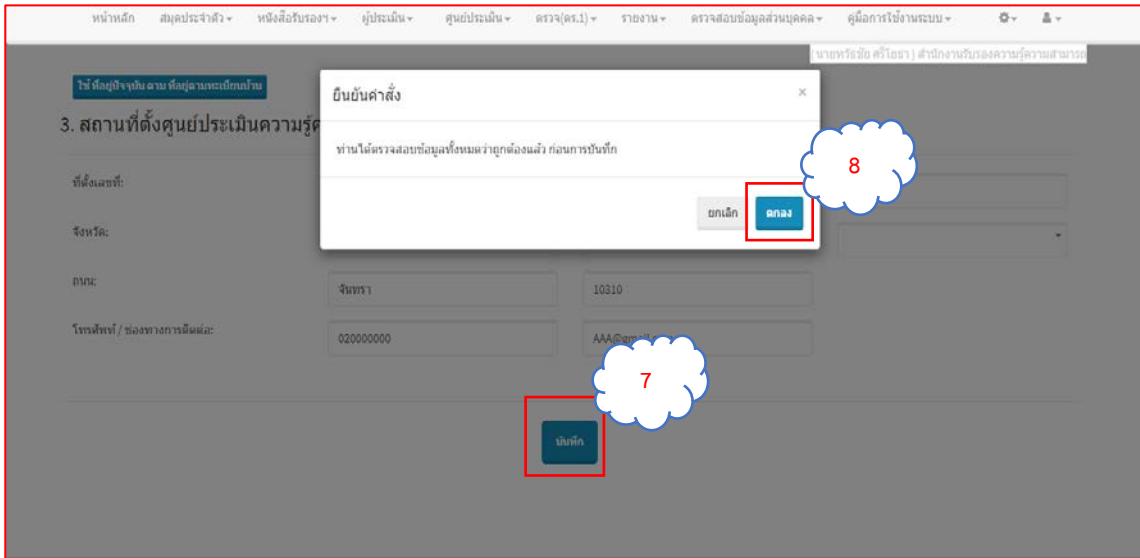 หน้าหลัก สมุดประจำตัว หนังสือรับรองฯ ผู้ประเมิน ศูนย์ประเมิน ตรวจ(ตร.1) รายงาน ตรวจสอบข้อมูลส่วนบุคคล คู่มือการใช้งานระบบ
สำนักงานรับรองความรู้ความสามารถ
ใช้ ที่อยู่ปัจจุบัน ตาม ที่อยู่ตามทะเบียนบ้าน
ยืนยันคำสั่ง ×
3. สถานที่ตั้งศูนย์ประเมินความรู้
ท่านได้ตรวจสอบข้อมูลทั้งหมดว่าถูกต้องแล้ว ก่อนการบันทึก
8
ที่ตั้งเลขที่:
ยกเลิก ตกลง
จังหวัด:
ถนน: จันทรา 10310
โทรศัพท์ / ช่องทางการติดต่อ: 020000000 AAA@gmail.com
7
บันทึก